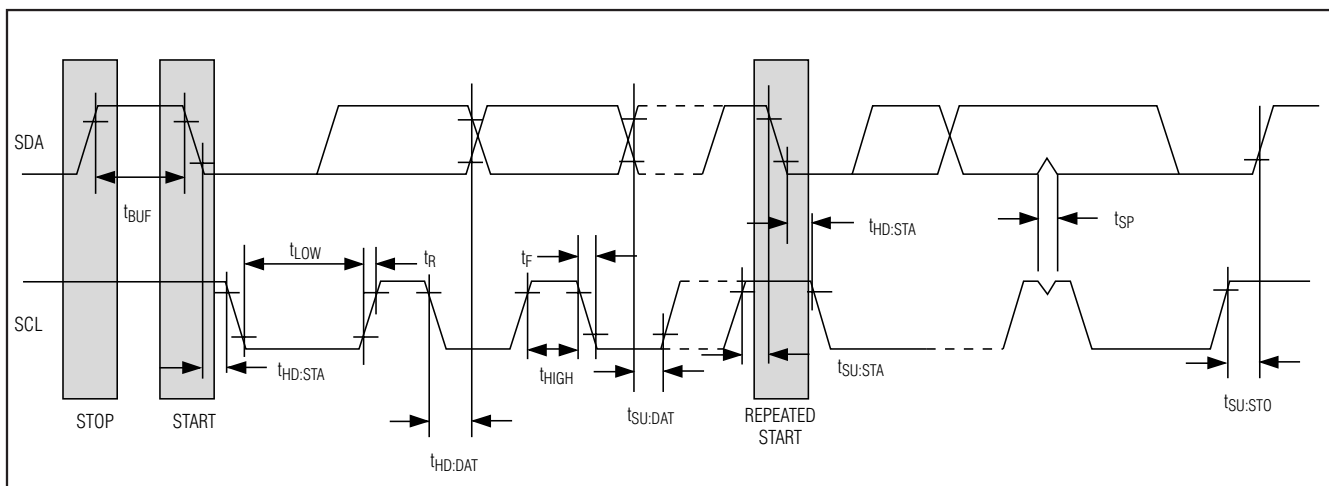 SDA
tBUF
tHD:STA
tSP
tLOW
tR
tF
SCL
tHD:STA
tHIGH
tSU:STA
tSU:DAT
tSU:STO
STOP
START
REPEATED
START
tHD:DAT